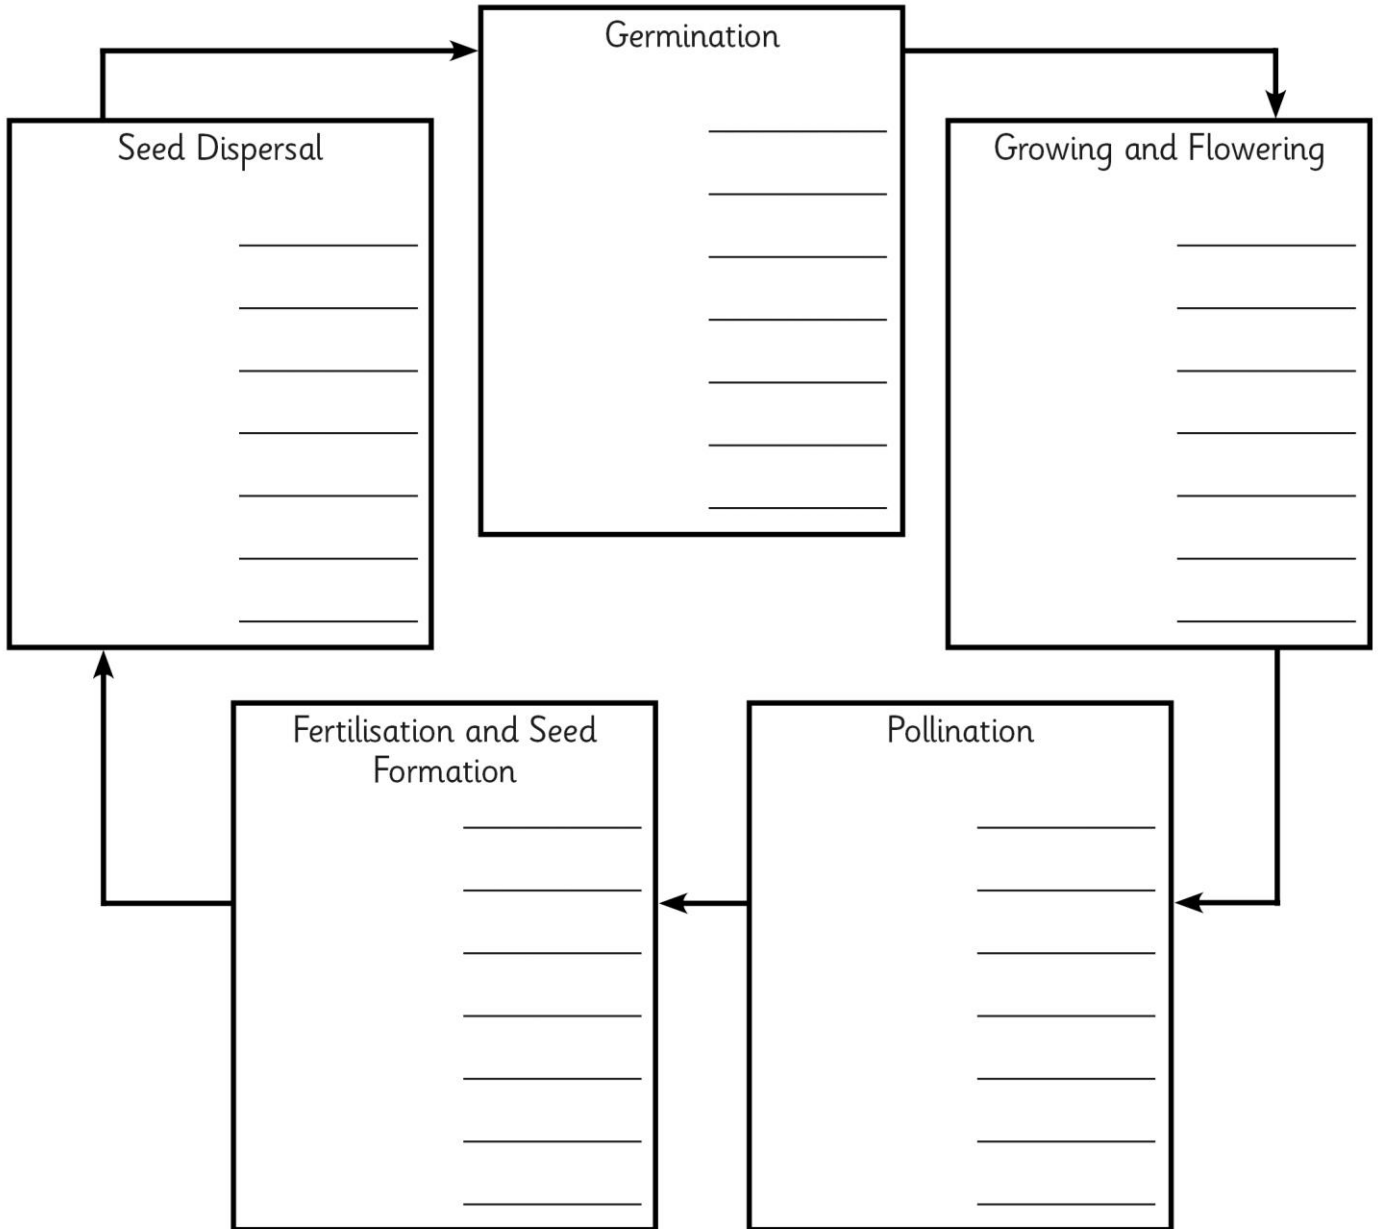 Germination
Seed Dispersal
Growing and Flowering
Fertilisation and Seed
Formation
Pollination